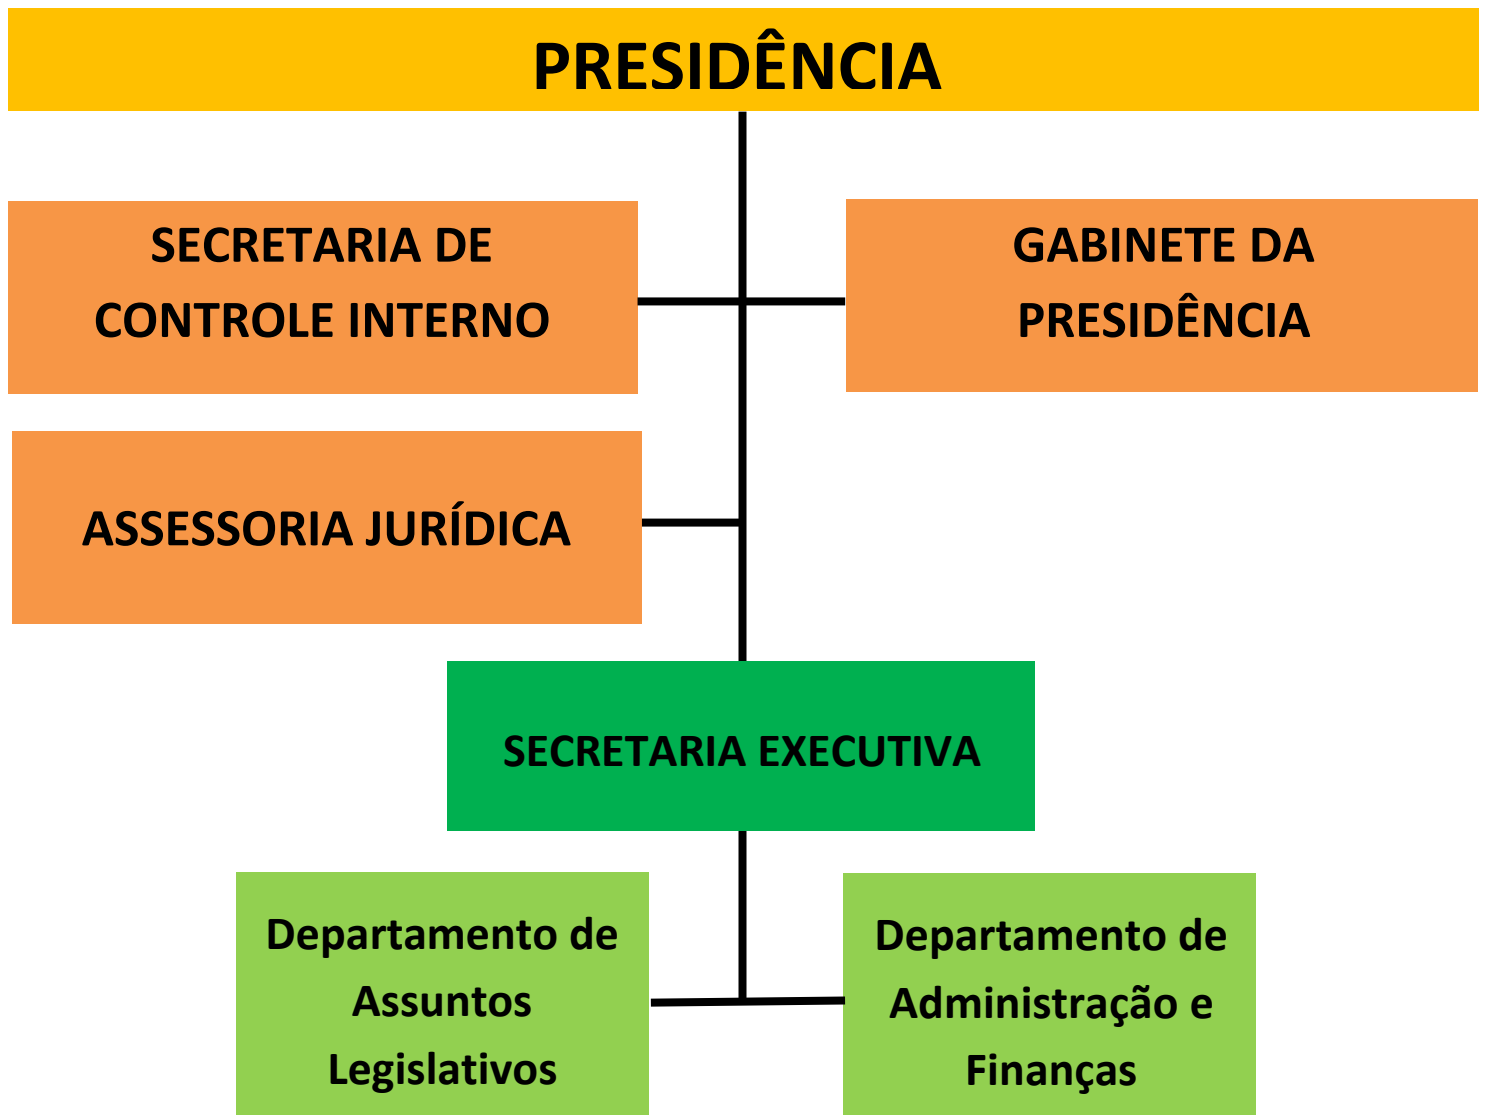 PRESIDÊNCIA
SECRETARIA DE
CONTROLE INTERNO
GABINETE DA
PRESIDÊNCIA
ASSESSORIA JURÍDICA
SECRETARIA EXECUTIVA
Departamento de
Assuntos
Legislativos
Departamento de
Administração e
Finanças